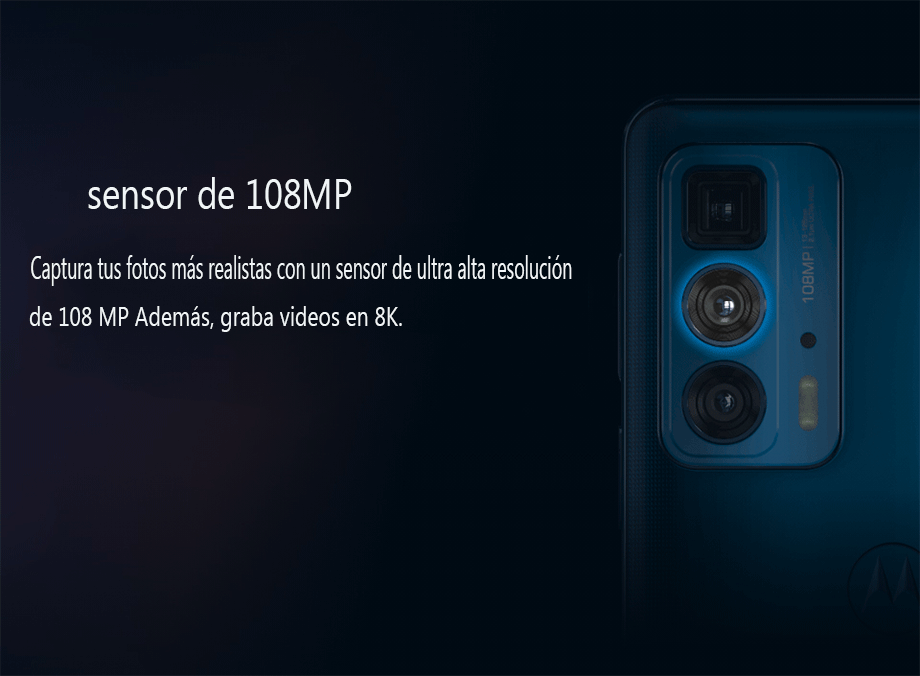 sensor de 108MP
Captura tus fotos más realistas con un sensor de ultra alta resolución
de 108 MP Además, graba videos en 8K.
108MP